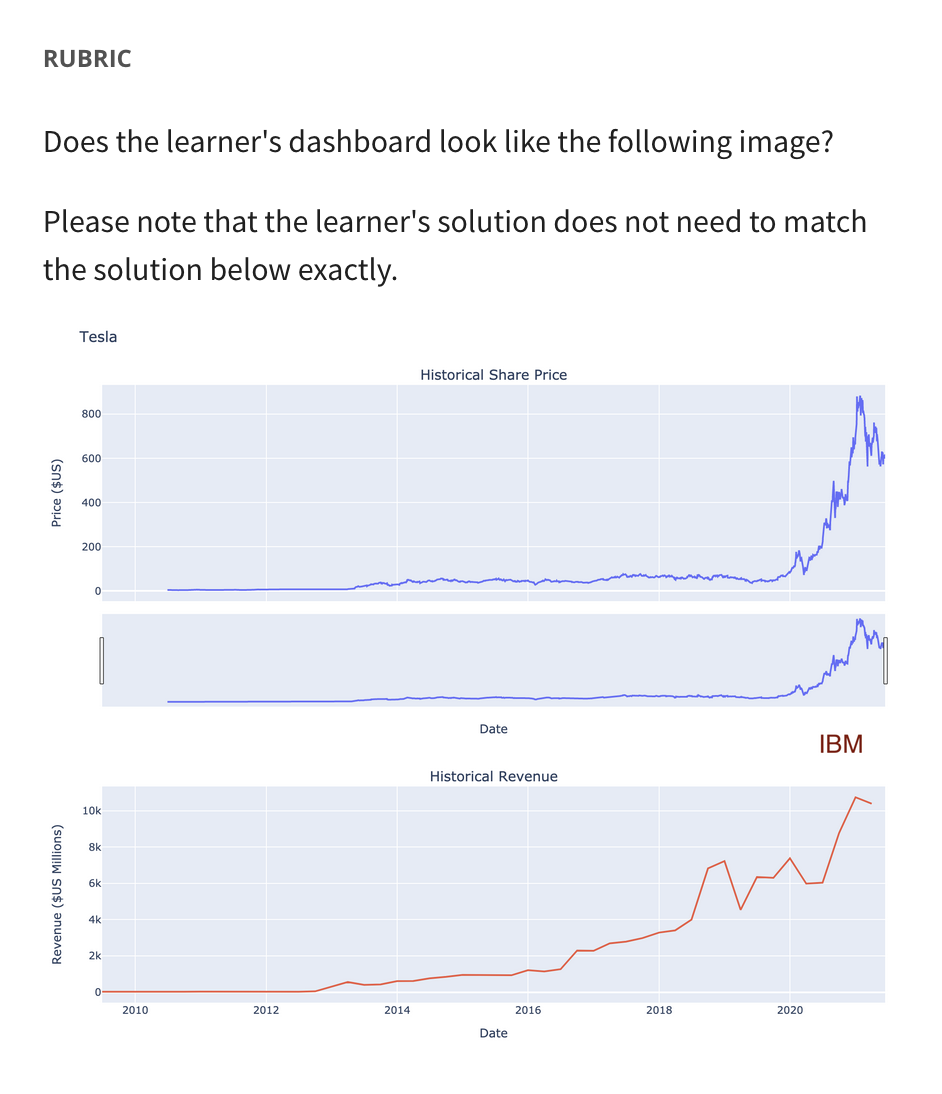 RUBRIC
Does the learner's dashboard look like the following image?
Please note that the learner's solution does not need to match
the solution below exactly.
Tesla
Historical Share Price
800
600
400
200
0
Price ($US)
Date
IBM
Historical Revenue
10k
8k
6k
4k
2k
0
Revenue ($US Millions)
2010 2012 2014 2016 2018 2020
Date